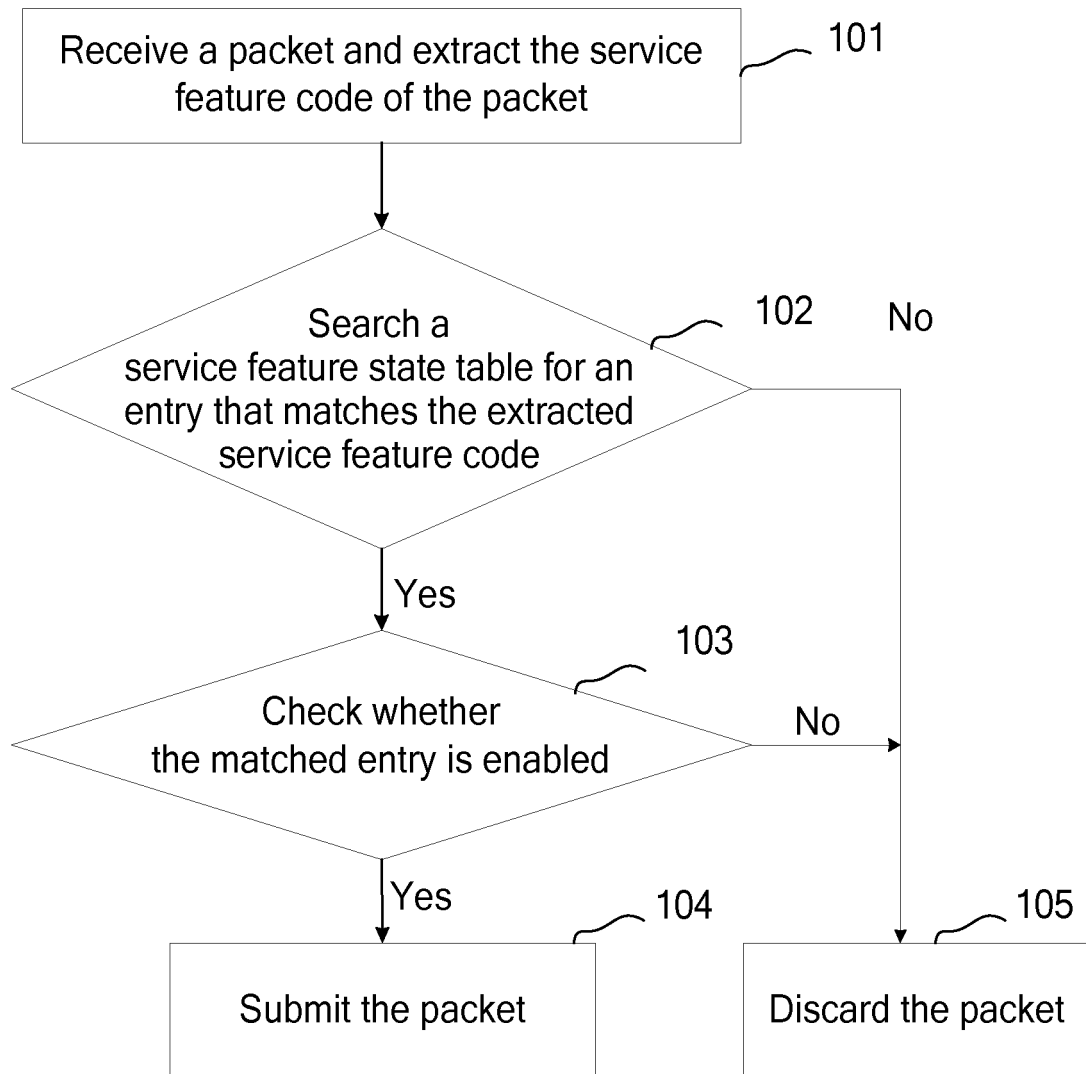 Receive a packet and extract the service
feature code of the packet
101
Search a
service feature state table for an
entry that matches the extracted
service feature code
102
No
Yes
Check whether
the matched entry is enabled
103
No
Yes
Submit the packet
104
Discard the packet
105